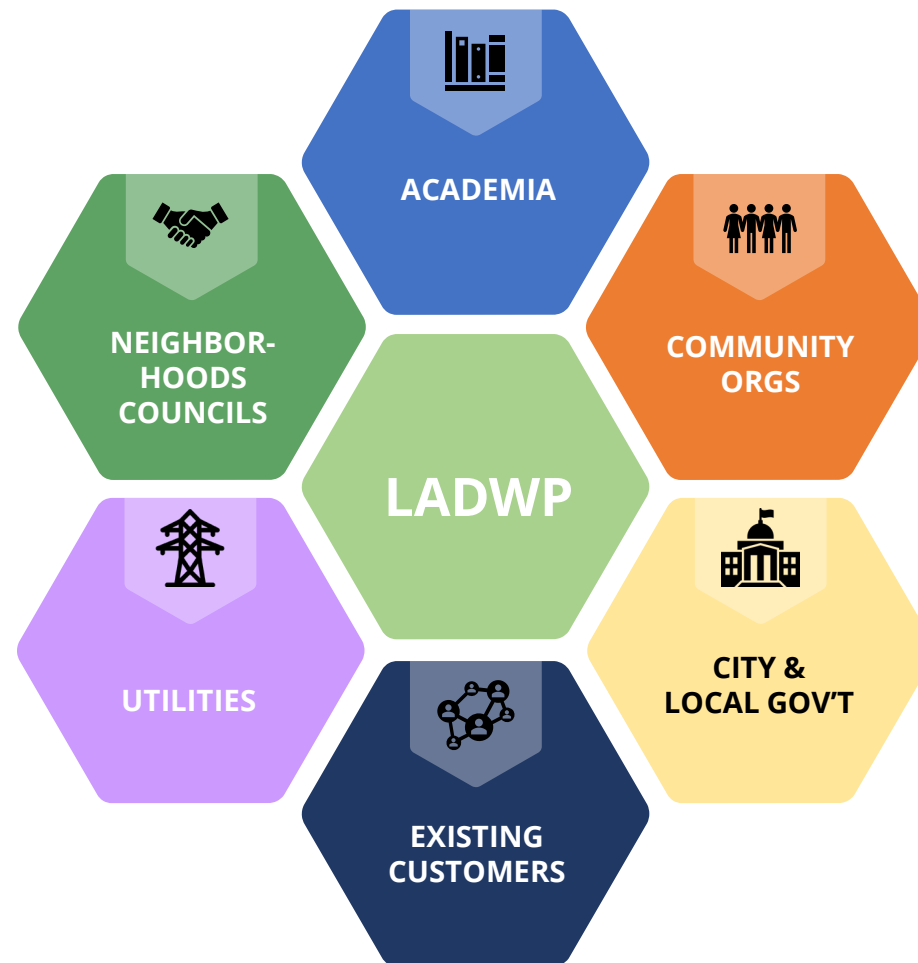 ACADEMIA
NEIGHBOR-
HOODS
COUNCILS
COMMUNITY
ORGS
LADWP
UTILITIES
CITY &
LOCAL GOV’T
EXISTING
CUSTOMERS